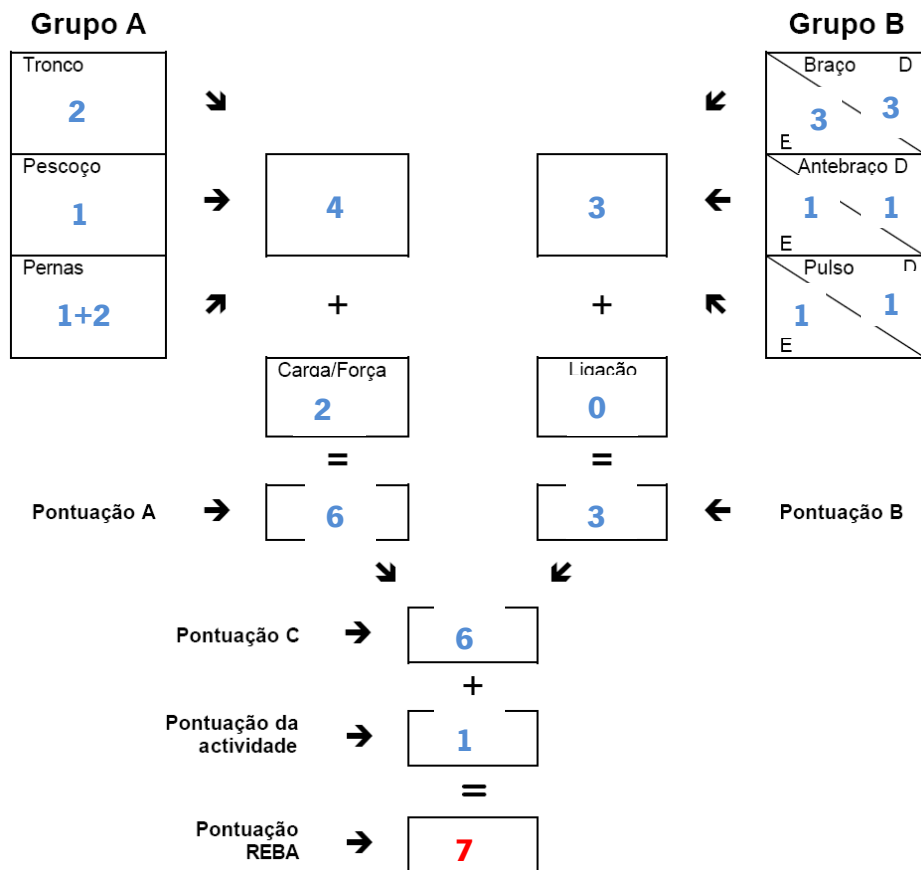 Grupo A
Grupo B
Tronco
2
Braço D
3 3
E
Pescoço
1
4
3
Antebraço D
1 1
E
Pernas
1+2
+
+
Pulso D
1 1
E
Carga/Força
2
Ligação
0
=
=
Pontuação A
6
3
Pontuação B
Pontuação C
6
+
Pontuação da
actividade
1
=
Pontuação
REBA
7